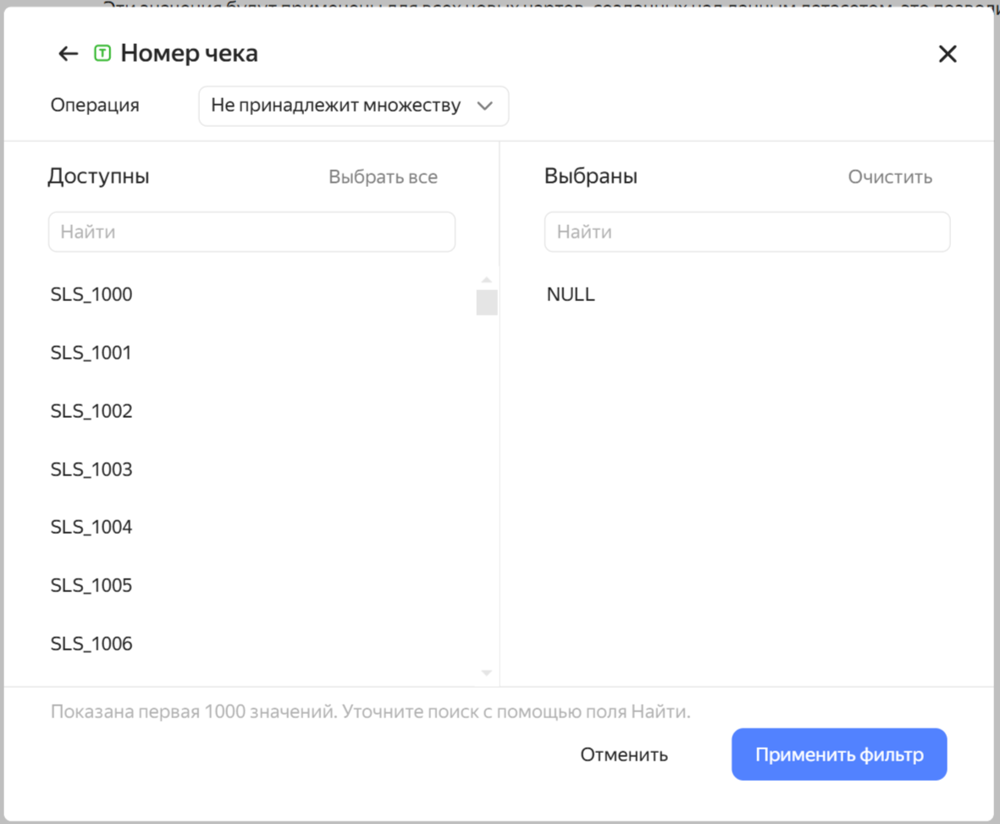 Номер чека
Операция
Не принадлежит множеству
Доступны
Выбрать все
Выбраны
Очистить
Найти
Найти
SLS_1000
NULL
SLS_1001
SLS_1002
SLS_1003
SLS_1004
SLS_1005
SLS_1006
Показана первая 1000 значений. Уточните поиск с помощью поля Найти.
Отменить
Применить фильтр